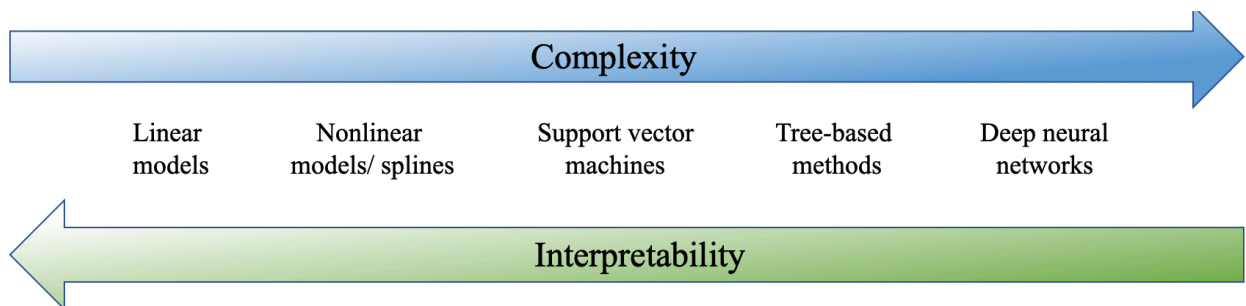 Complexity
Linear
models
Nonlinear
models/ splines
Support vector
machines
Tree-based
methods
Deep neural
networks
Interpretability